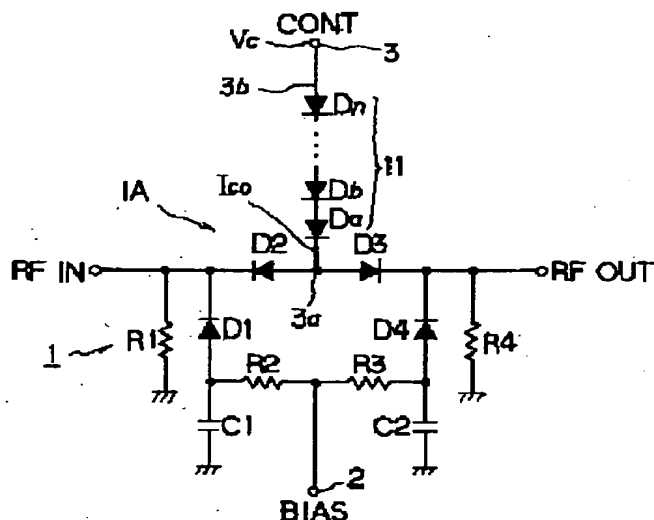 CONT
Vc 3
3b
Dn
11
Ico
Db
1A
Da
D2 D3
RF IN RF OUT
3a
R1 D1 D4 R4
1
R2 R3
C1 C2
2
BIAS